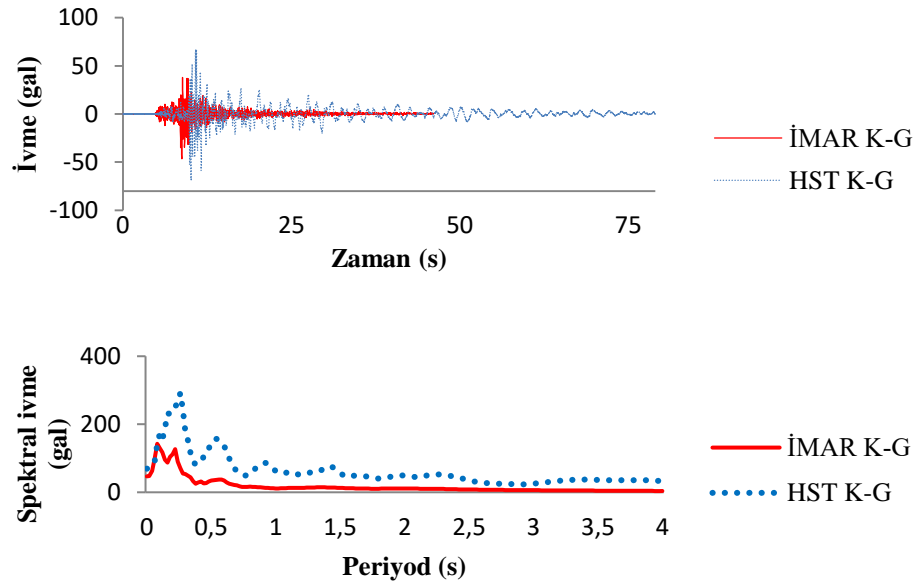 100
50
0
-50
-100
İvme (gal)
0
25
50
75
Zaman (s)
İMAR K-G
HST K-G
400
200
0
Spektral ivme
(gal)
0
0,5
1
1,5
2
2,5
3
3,5
4
Periyod (s)
İMAR K-G
HST K-G